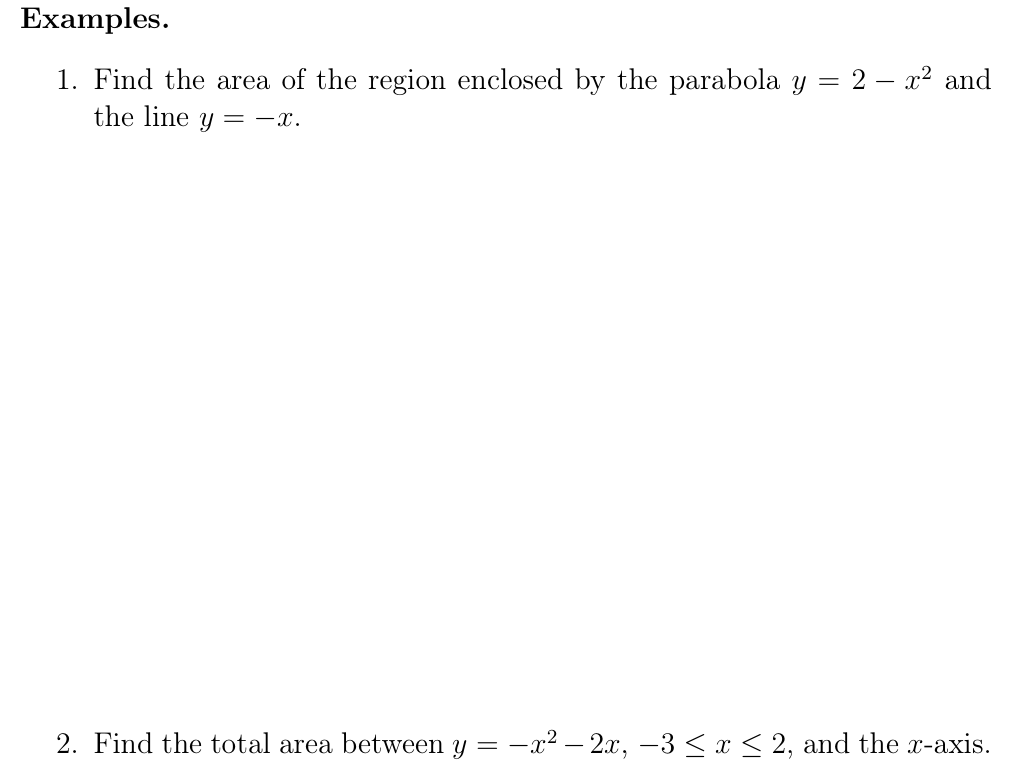 Examples.
1. Find the area of the region enclosed by the parabola y = 2 − x² and
the line y = −x.
2. Find the total area between y = −x² − 2x, −3 ≤ x ≤ 2, and the x-axis.